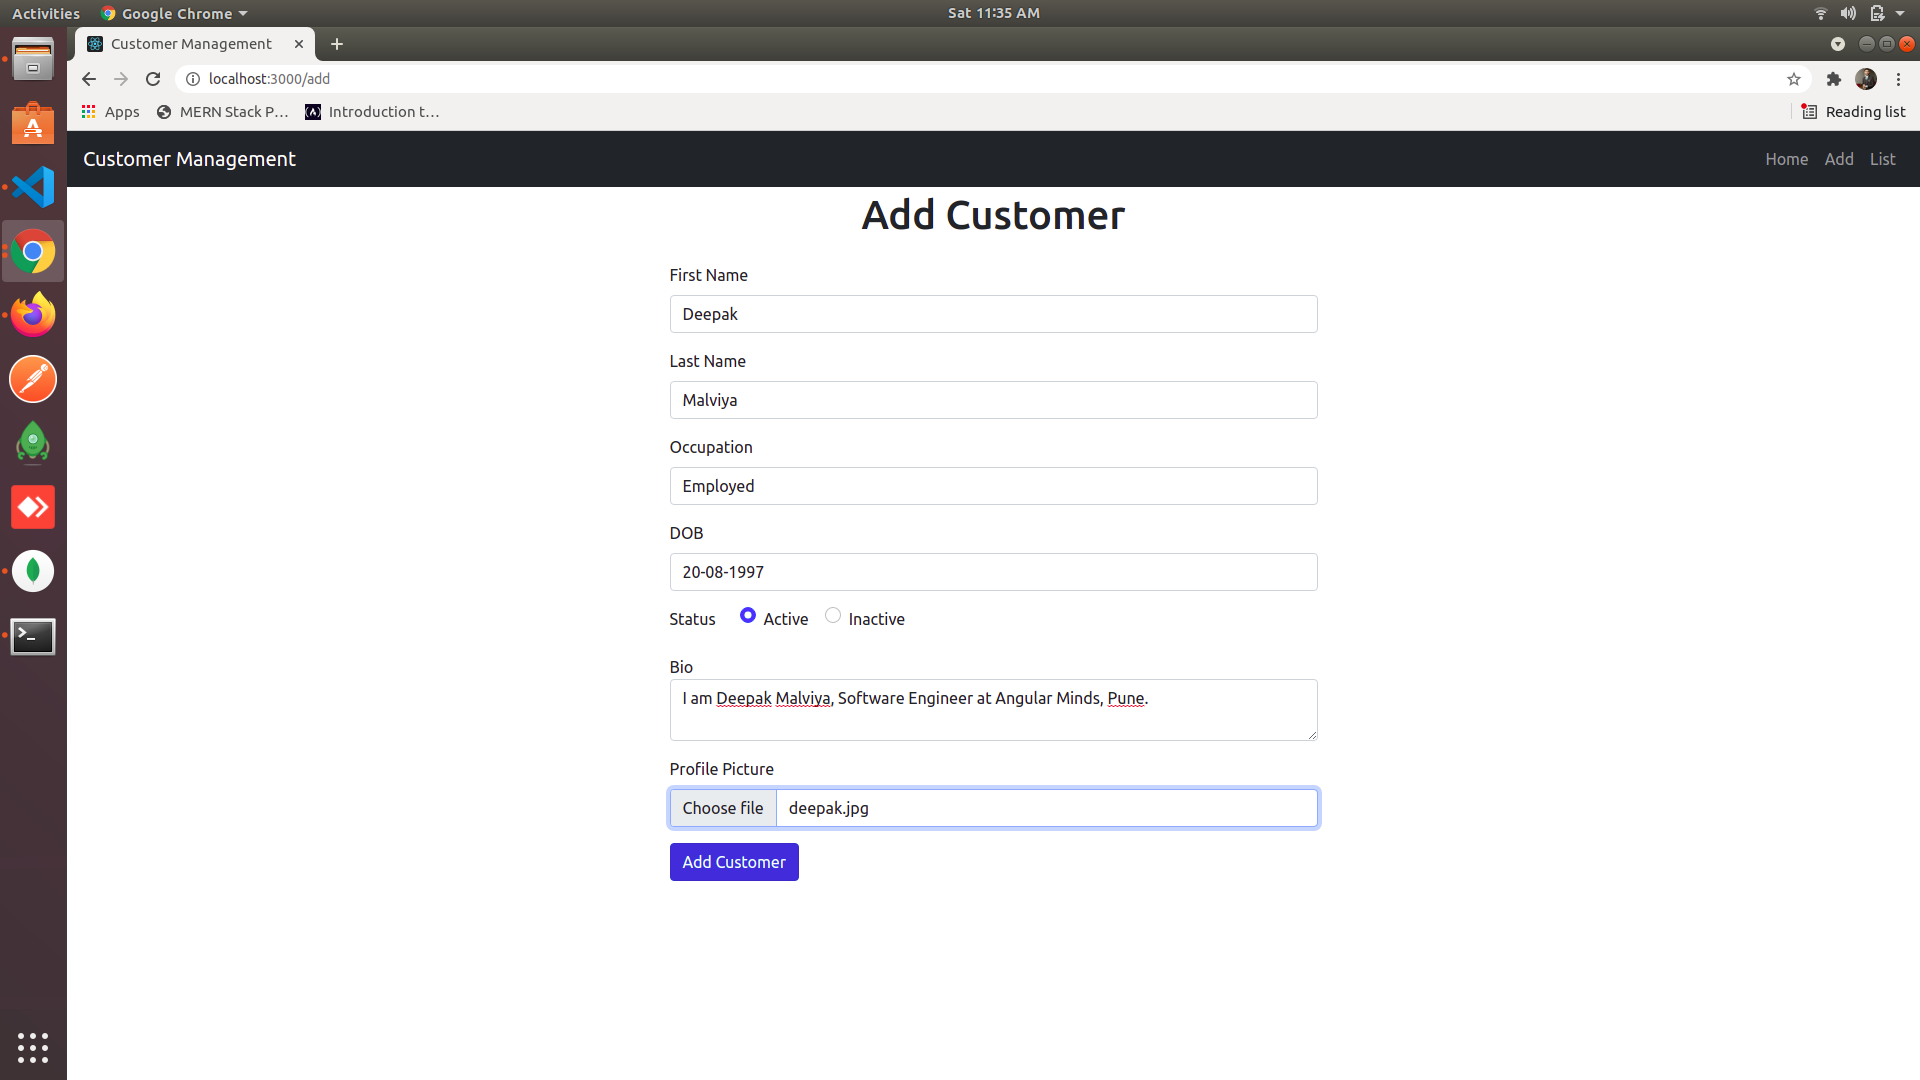 Activities Google Chrome Sat 11:35 AM
Customer Management
localhost:3000/add
Apps MERN Stack P... Introduction t... Reading list
Customer Management Home Add List
Add Customer
First Name
Deepak
Last Name
Malviya
Occupation
Employed
DOB
20-08-1997
Status Active Inactive
Bio
I am Deepak Malviya, Software Engineer at Angular Minds, Pune.
Profile Picture
Choose file deepak.jpg
Add Customer